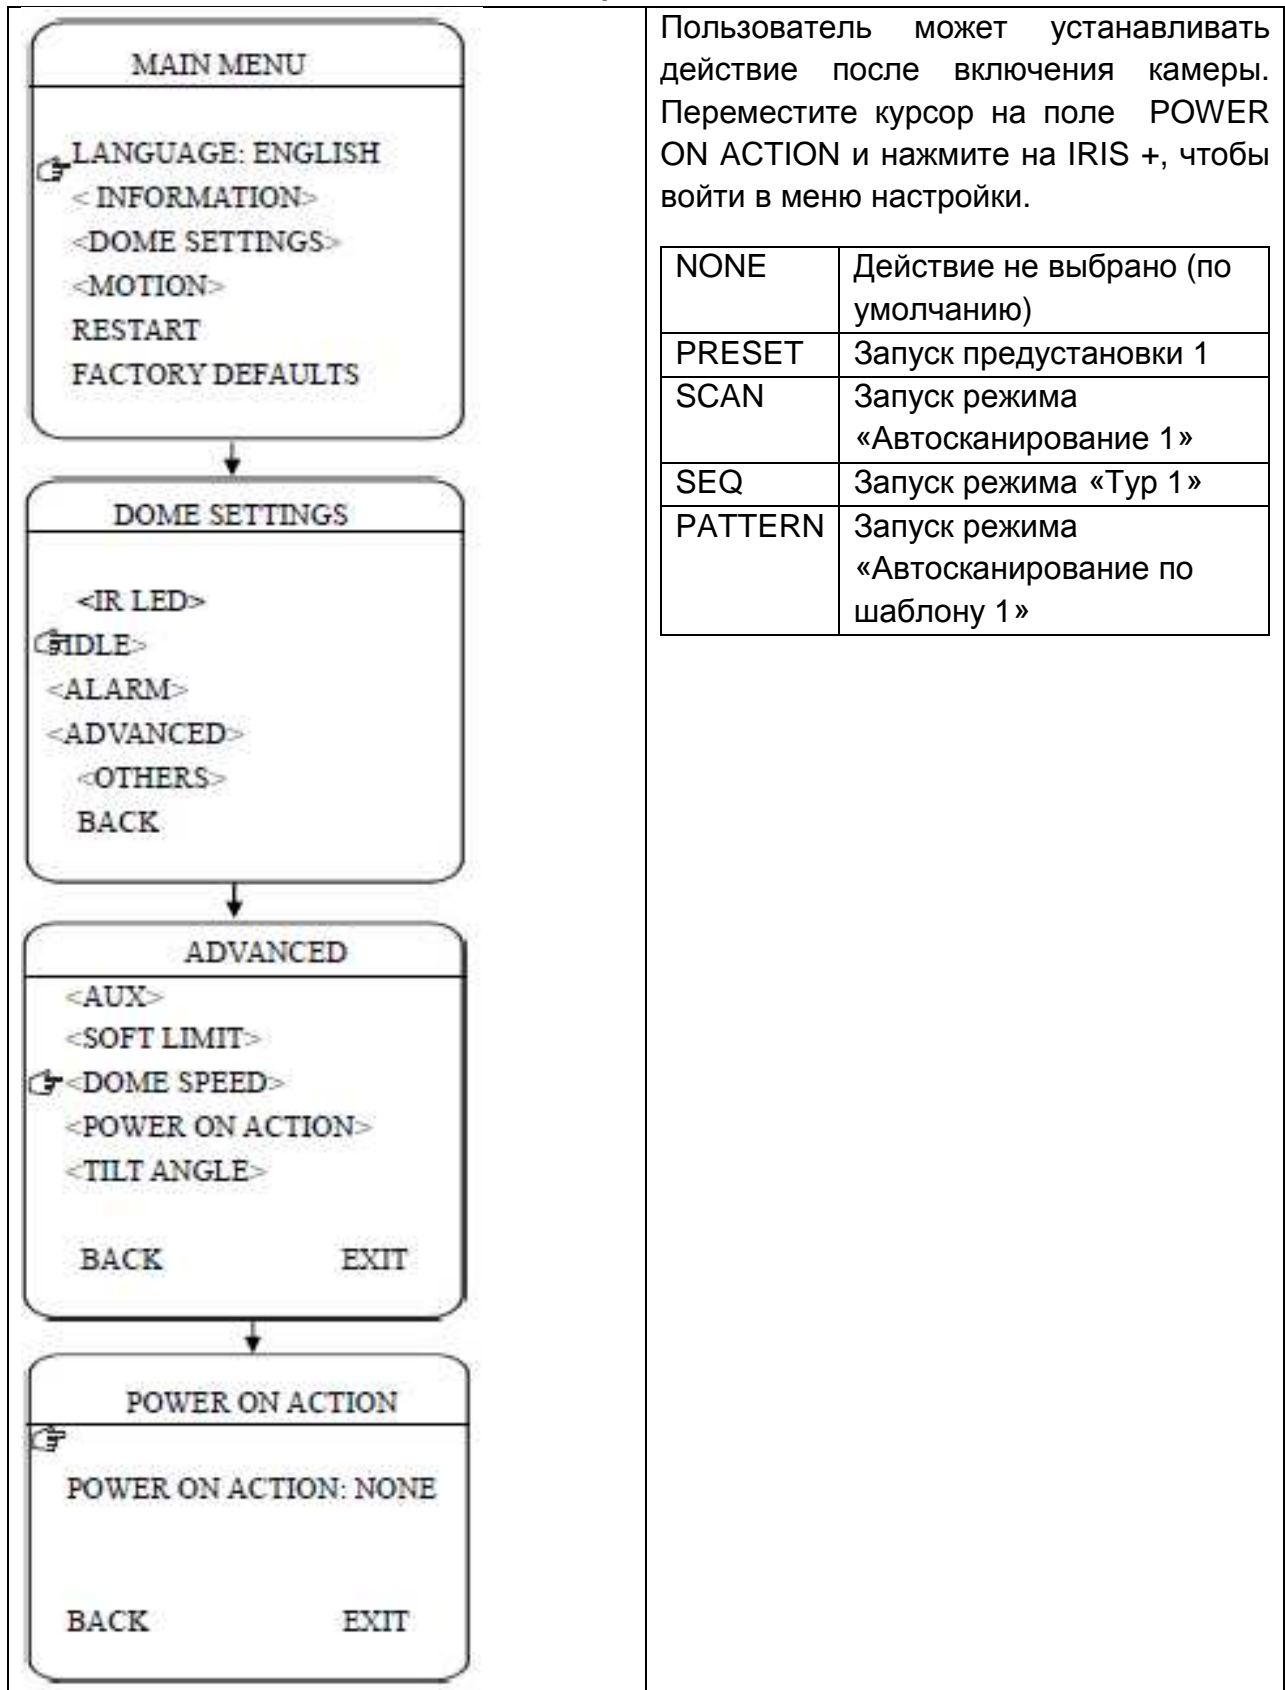 MAIN MENU
LANGUAGE: ENGLISH
< INFORMATION>
<DOME SETTINGS>
<MOTION>
RESTART
FACTORY DEFAULTS
DOME SETTINGS
<IR LED>
IDLE>
<ALARM>
<ADVANCED>
<OTHERS>
BACK
ADVANCED
<AUX>
<SOFT LIMIT>
<DOME SPEED>
<POWER ON ACTION>
<TILT ANGLE>
BACK EXIT
POWER ON ACTION
POWER ON ACTION: NONE
BACK EXIT
Пользователь может устанавливать
действие после включения камеры.
Переместите курсор на поле POWER
ON ACTION и нажмите на IRIS +, чтобы
войти в меню настройки.
NONE Действие не выбрано (по
умолчанию)
PRESET Запуск предустановки 1
SCAN Запуск режима
«Автосканирование 1»
SEQ Запуск режима «Тур 1»
PATTERN Запуск режима
«Автосканирование по
шаблону 1»